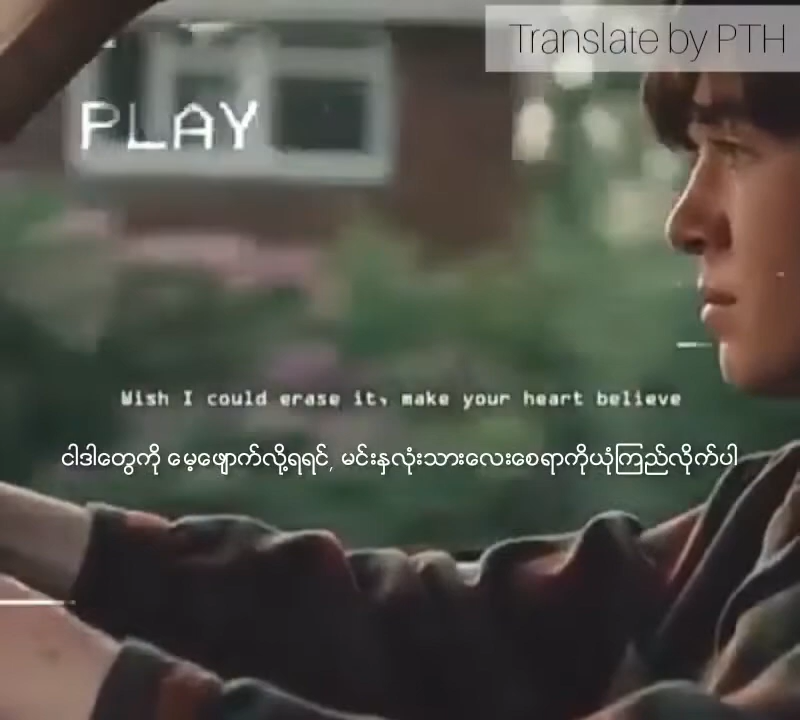 Translate by PTH
PLAY
Wish I could erase it, make your heart believe
ငါဒါတွေကို မေ့ဖျောက်လို့ရရင်, မင်းနှလုံးသားလေးစေရာကိုယုံကြည်လိုက်ပါ